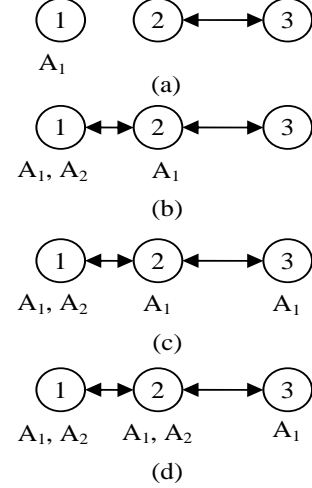 1 2 3
A₁
(a)
1 2 3
A₁, A₂ A₁
(b)
1 2 3
A₁, A₂ A₁ A₁
(c)
1 2 3
A₁, A₂ A₁, A₂ A₁
(d)